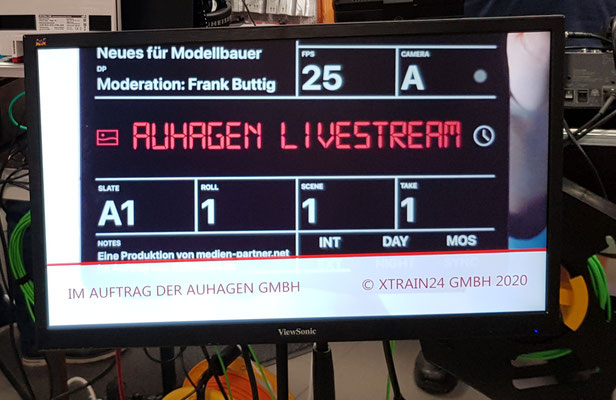 Neues für Modellbauer
DP
Moderation: Frank Buttig
FPS
25
CAMERA
A
AUHAGEN LIVESTREAM
SLATE
A1
ROLL
1
SCENE
1
TAKE
1
NOTES
Eine Produktion von medien-partner.net
INT DAY MOS
NIGHT SYNC
IM AUFTRAG DER AUHAGEN GMBH
© XTRAIN24 GMBH 2020
ViewSonic